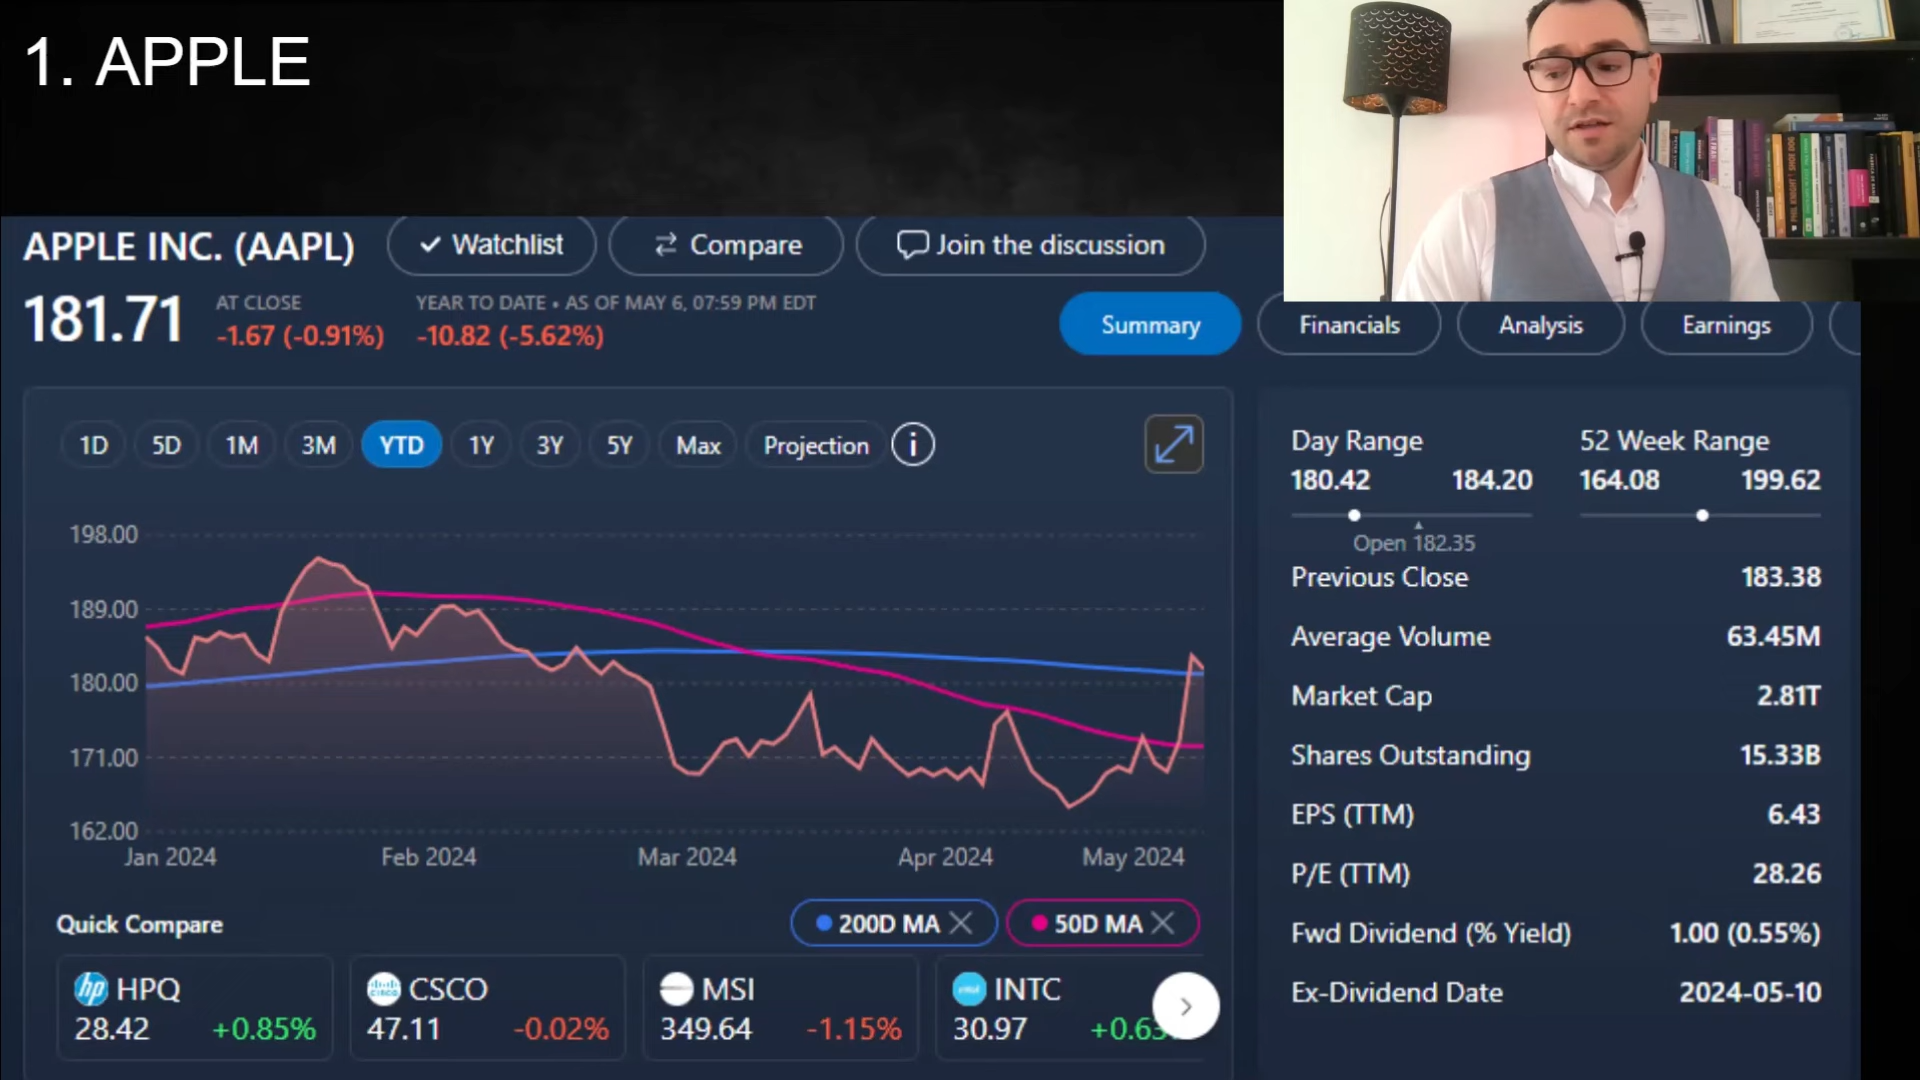 1. APPLE
APPLE INC. (AAPL)
Watchlist
Compare
Join the discussion
181.71
AT CLOSE
-1.67 (-0.91%)
YEAR TO DATE • AS OF MAY 6, 07:59 PM EDT
-10.82 (-5.62%)
Summary
Financials
Analysis
Earnings
1D 5D 1M 3M YTD 1Y 3Y 5Y Max Projection
198.00
189.00
180.00
171.00
162.00
Jan 2024 Feb 2024 Mar 2024 Apr 2024 May 2024
Quick Compare
200D MA
50D MA
hp HPQ
28.42 +0.85%
CISCO CSCO
47.11 -0.02%
MSI
349.64 -1.15%
intel INTC
30.97
Day Range
180.42 184.20
Open 182.35
52 Week Range
164.08 199.62
Previous Close 183.38
Average Volume 63.45M
Market Cap 2.81T
Shares Outstanding 15.33B
EPS (TTM) 6.43
P/E (TTM) 28.26
Fwd Dividend (% Yield) 1.00 (0.55%)
Ex-Dividend Date 2024-05-10
PHIL KNIGHT SHOE DOG